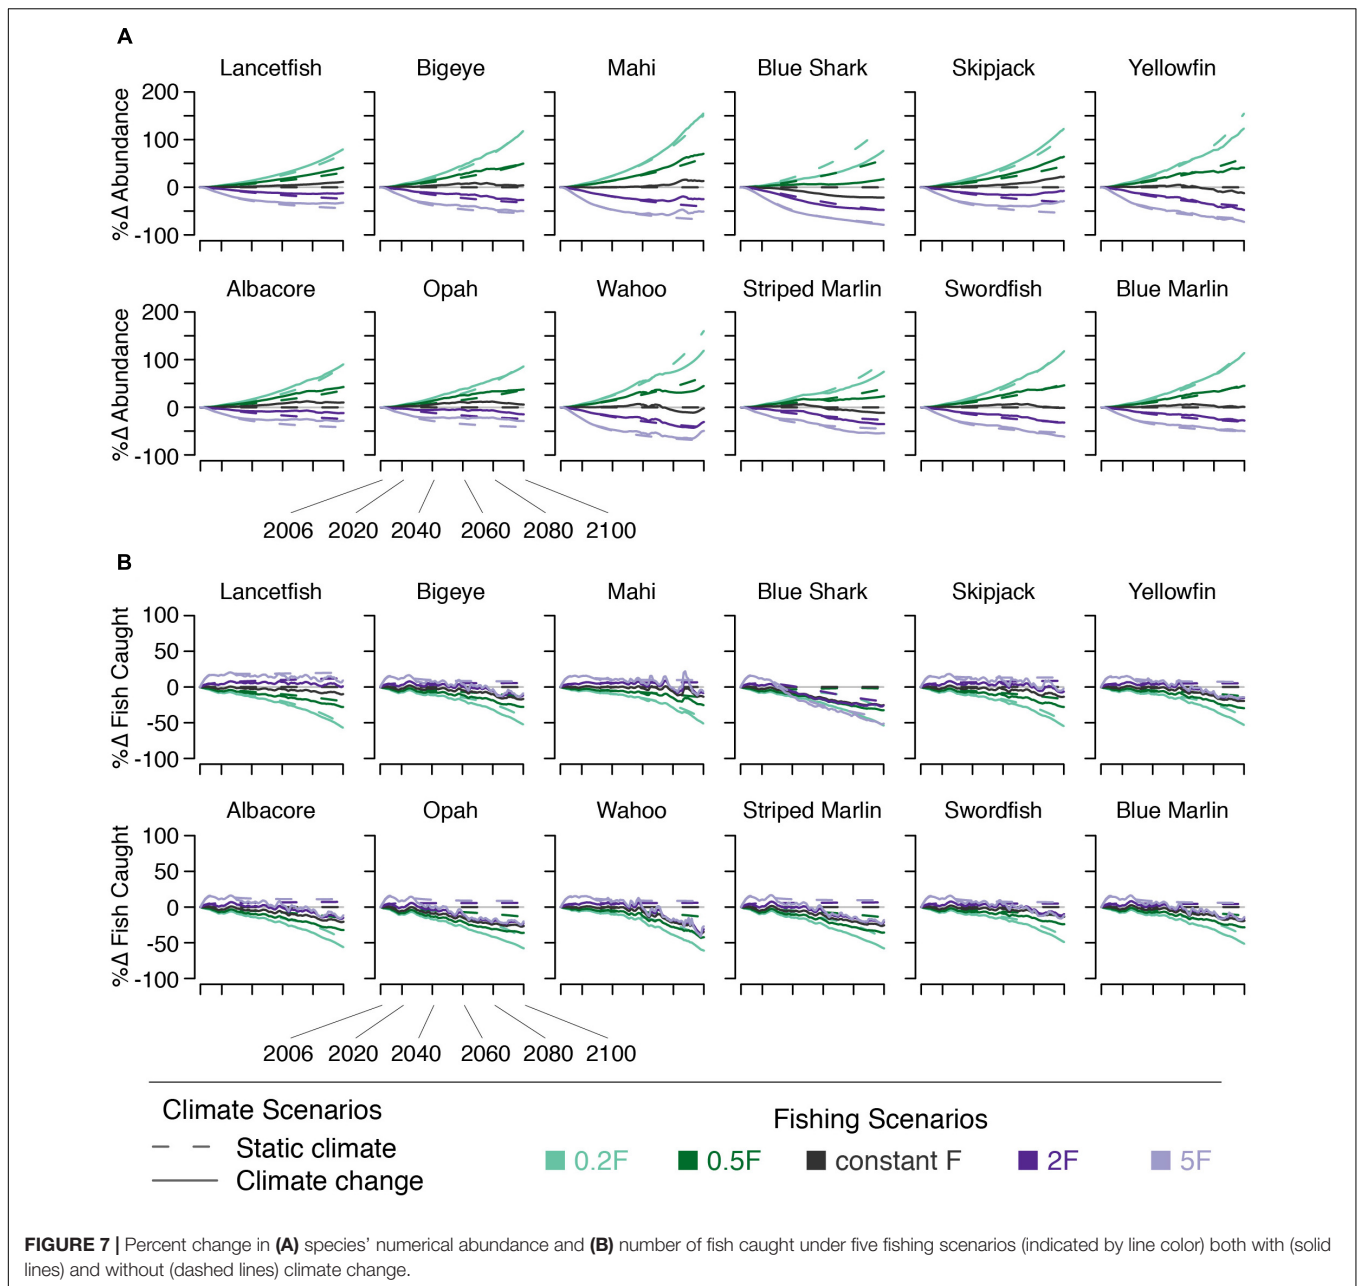 A
Lancetfish Bigeye Mahi Blue Shark Skipjack Yellowfin
%Δ Abundance
200
100
0
-100
Albacore Opah Wahoo Striped Marlin Swordfish Blue Marlin
%Δ Abundance
200
100
0
-100
2006 2020 2040 2060 2080 2100
B
Lancetfish Bigeye Mahi Blue Shark Skipjack Yellowfin
%Δ Fish Caught
100
50
0
-50
-100
Albacore Opah Wahoo Striped Marlin Swordfish Blue Marlin
%Δ Fish Caught
100
50
0
-50
-100
2006 2020 2040 2060 2080 2100
Climate Scenarios
Static climate
Climate change
Fishing Scenarios
0.2F 0.5F constant F 2F 5F
FIGURE 7 | Percent change in (A) species’ numerical abundance and (B) number of fish caught under five fishing scenarios (indicated by line color) both with (solid
lines) and without (dashed lines) climate change.